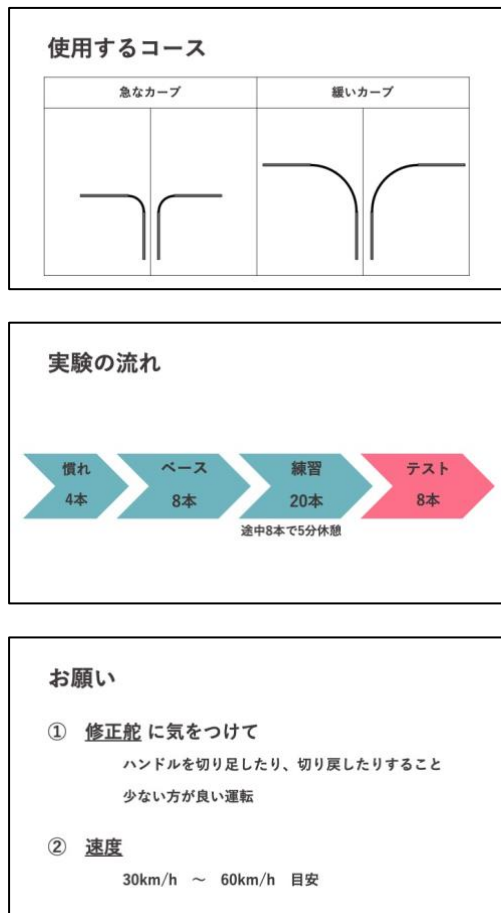 使用するコース
急なカーブ
緩いカーブ
実験の流れ
慣れ
4本
ベース
8本
練習
20本
テスト
8本
途中8本で5分休憩
お願い
① 修正舵 に気をつけて
ハンドルを切り足したり、切り戻したりすること
少ない方が良い運転
② 速度
30km/h ～ 60km/h 目安